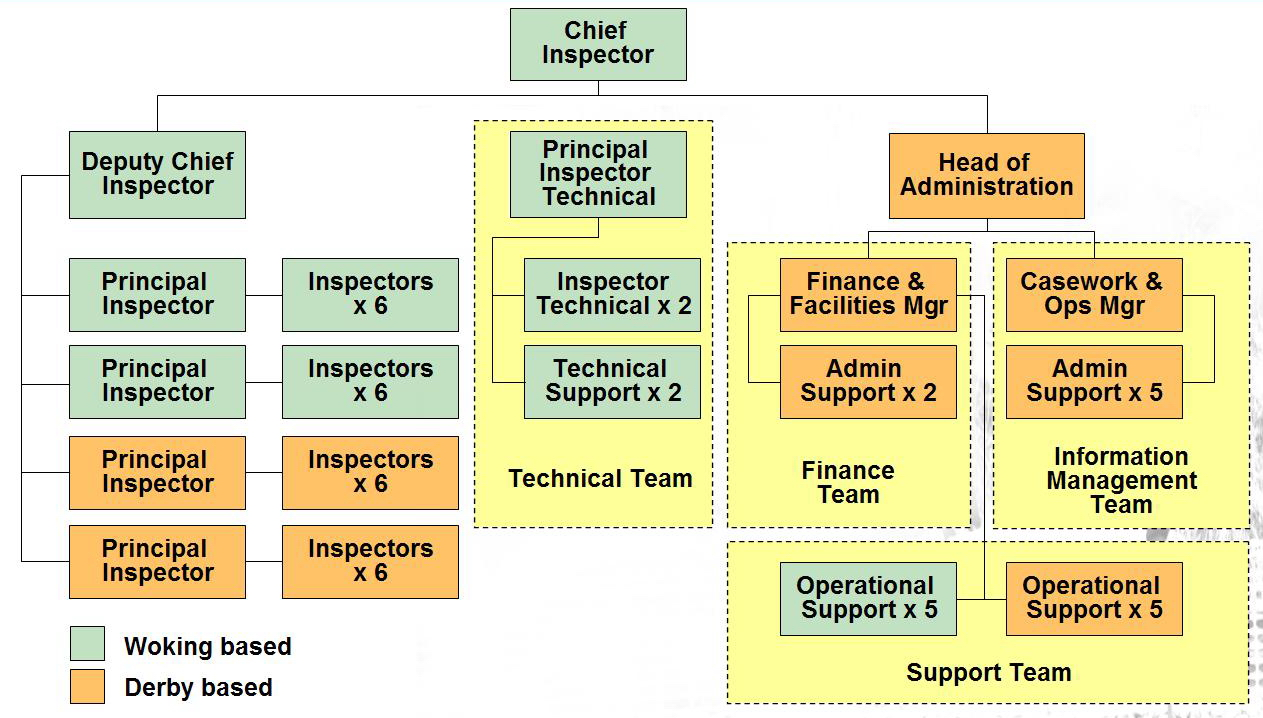 Chief
Inspector
Deputy Chief
Inspector
Principal
Inspector
Technical
Head of
Administration
Principal
Inspector
Inspectors
x 6
Inspector
Technical x 2
Finance &
Facilities Mgr
Casework &
Ops Mgr
Principal
Inspector
Inspectors
x 6
Technical
Support x 2
Admin
Support x 2
Admin
Support x 5
Principal
Inspector
Inspectors
x 6
Technical Team
Finance
Team
Information
Management
Team
Principal
Inspector
Inspectors
x 6
Operational
Support x 5
Operational
Support x 5
Support Team
Woking based
Derby based